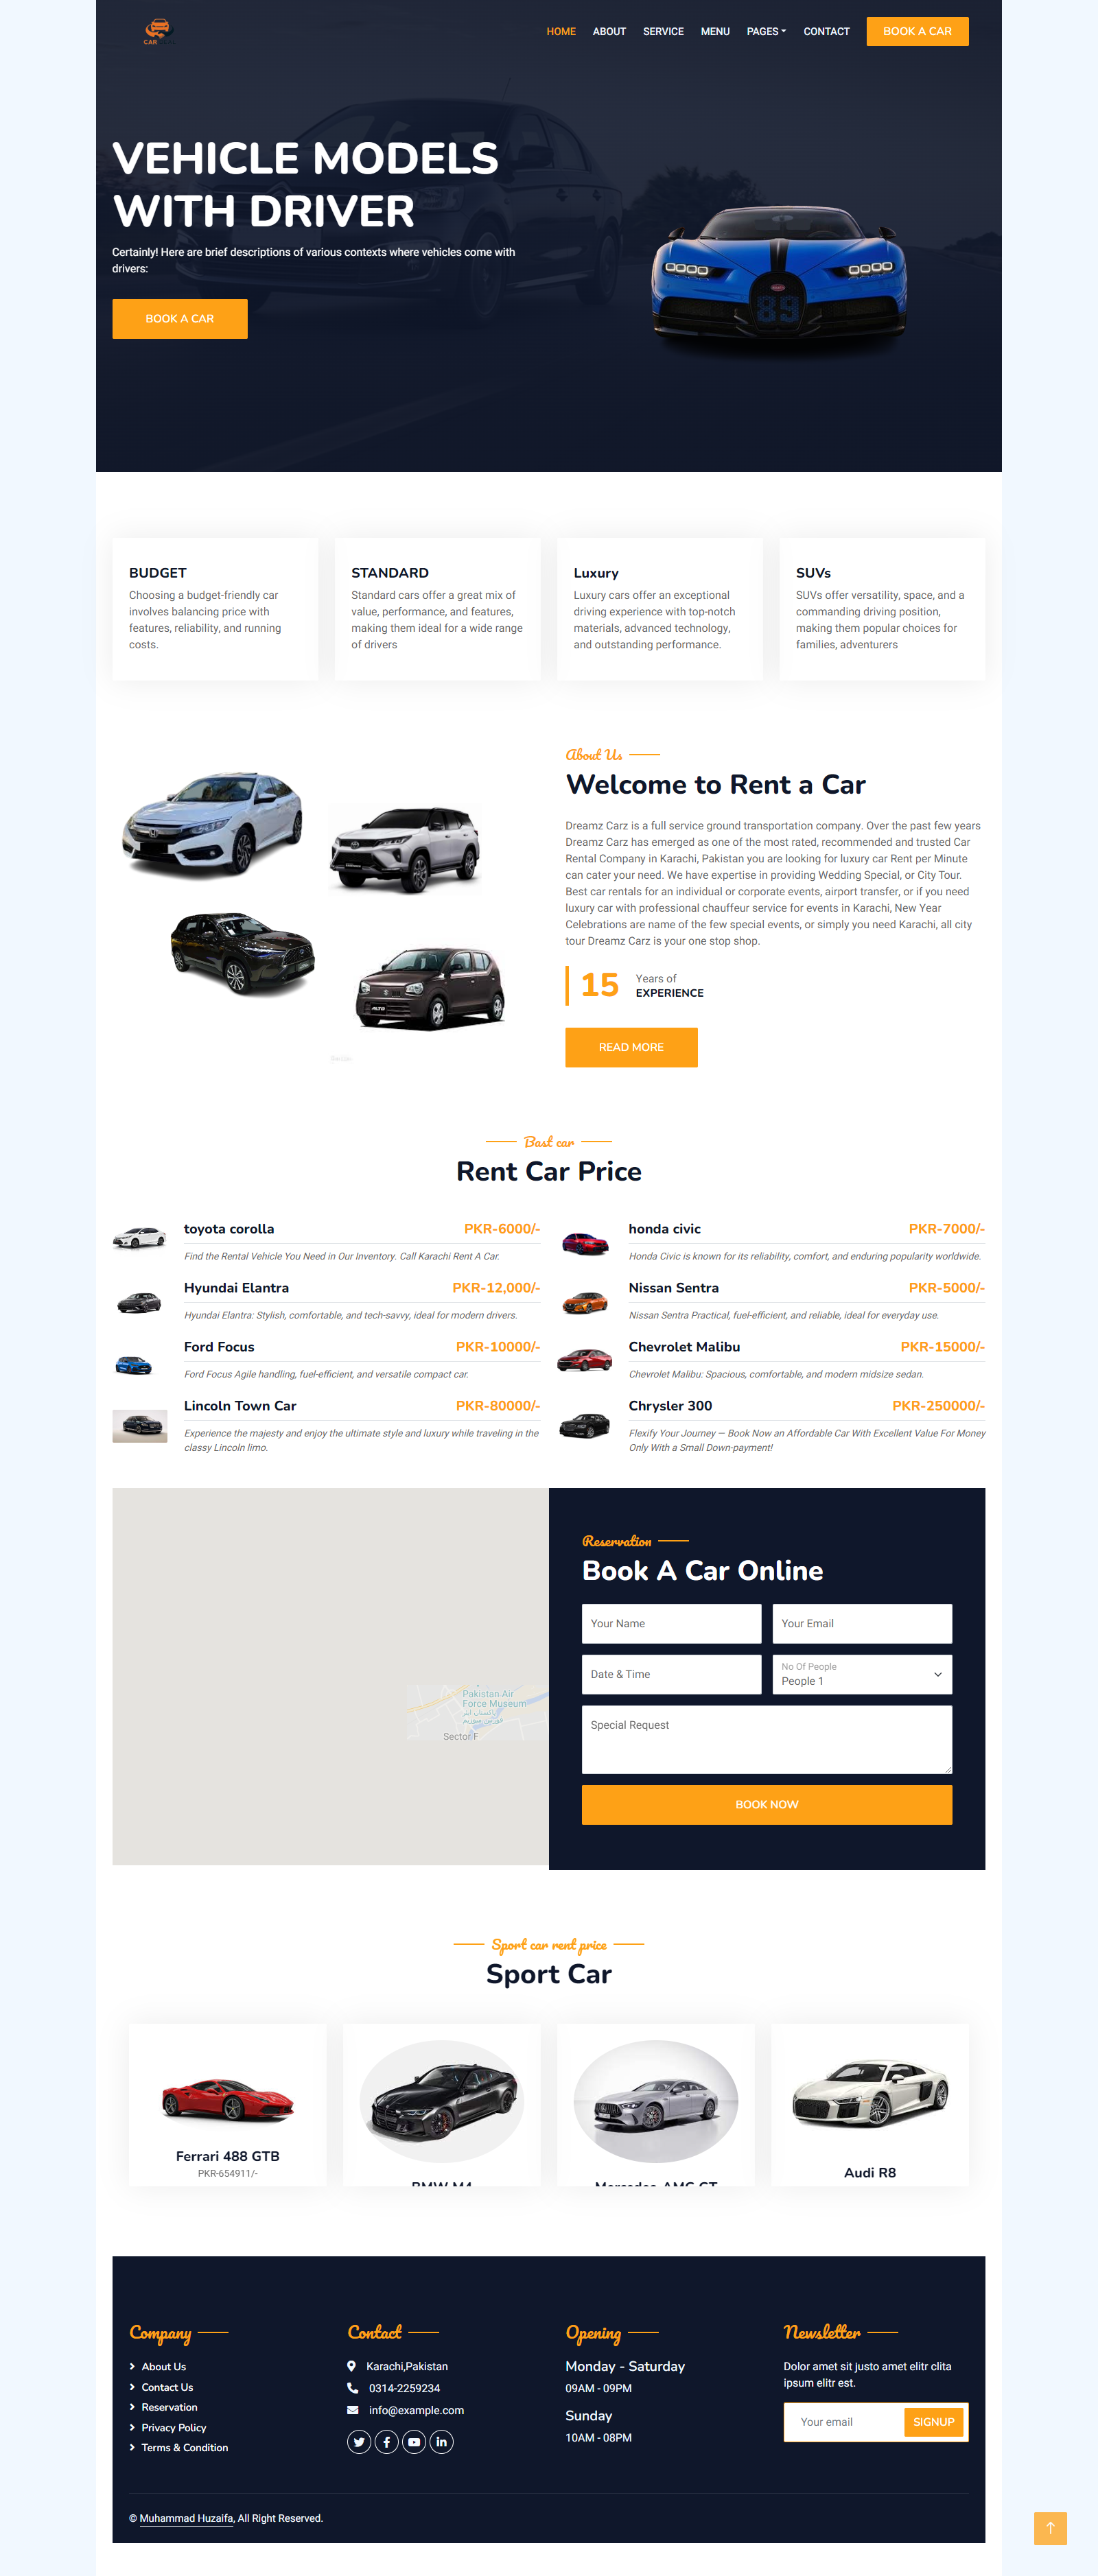 CAR
HOME
ABOUT
SERVICE
MENU
PAGES
CONTACT
BOOK A CAR
VEHICLE MODELS
WITH DRIVER
Certainly! Here are brief descriptions of various contexts where vehicles come with
drivers:
BOOK A CAR
89
BUDGET
Choosing a budget-friendly car
involves balancing price with
features, reliability, and running
costs.
STANDARD
Standard cars offer a great mix of
value, performance, and features,
making them ideal for a wide range
of drivers
Luxury
Luxury cars offer an exceptional
driving experience with top-notch
materials, advanced technology,
and outstanding performance.
SUVs
SUVs offer versatility, space, and a
commanding driving position,
making them popular choices for
families, adventurers
ALTO
About Us
Welcome to Rent a Car
Dreamz Carz is a full service ground transportation company. Over the past few years
Dreamz Carz has emerged as one of the most rated, recommended and trusted Car
Rental Company in Karachi, Pakistan you are looking for luxury car Rent per Minute
can cater your need. We have expertise in providing Wedding Special, or City Tour.
Best car rentals for an individual or corporate events, airport transfer, or if you need
luxury car with professional chauffeur service for events in Karachi, New Year
Celebrations are name of the few special events, or simply you need Karachi, all city
tour Dreamz Carz is your one stop shop.
15
Years of
EXPERIENCE
READ MORE
Bast car
Rent Car Price
toyota corolla
PKR-6000/-
Find the Rental Vehicle You Need in Our Inventory. Call Karachi Rent A Car.
honda civic
PKR-7000/-
Honda Civic is known for its reliability, comfort, and enduring popularity worldwide.
Hyundai Elantra
PKR-12,000/-
Hyundai Elantra: Stylish, comfortable, and tech-savvy, ideal for modern drivers.
Nissan Sentra
PKR-5000/-
Nissan Sentra Practical, fuel-efficient, and reliable, ideal for everyday use.
Ford Focus
PKR-10000/-
Ford Focus Agile handling, fuel-efficient, and versatile compact car.
Chevrolet Malibu
PKR-15000/-
Chevrolet Malibu: Spacious, comfortable, and modern midsize sedan.
Lincoln Town Car
PKR-80000/-
Experience the majesty and enjoy the ultimate style and luxury while traveling in the
classy Lincoln limo.
Chrysler 300
PKR-250000/-
Flexify Your Journey — Book Now an Affordable Car With Excellent Value For Money
Only With a Small Down-payment!
Pakistan Air
Force Museum
پاکستان ایئر
فورس میوزیم
Sector F
Reservation
Book A Car Online
Your Name
Your Email
Date & Time
No Of People
People 1
Special Request
BOOK NOW
Sport car rent price
Sport Car
Ferrari 488 GTB
PKR-654911/-
BMW M4
Mercedes-AMG GT
Audi R8
Company
About Us
Contact Us
Reservation
Privacy Policy
Terms & Condition
Contact
Karachi,Pakistan
0314-2259234
info@example.com
Opening
Monday - Saturday
09AM - 09PM
Sunday
10AM - 08PM
Newsletter
Dolor amet sit justo amet elitr clita
ipsum elitr est.
Your email
SIGNUP
© Muhammad Huzaifa, All Right Reserved.